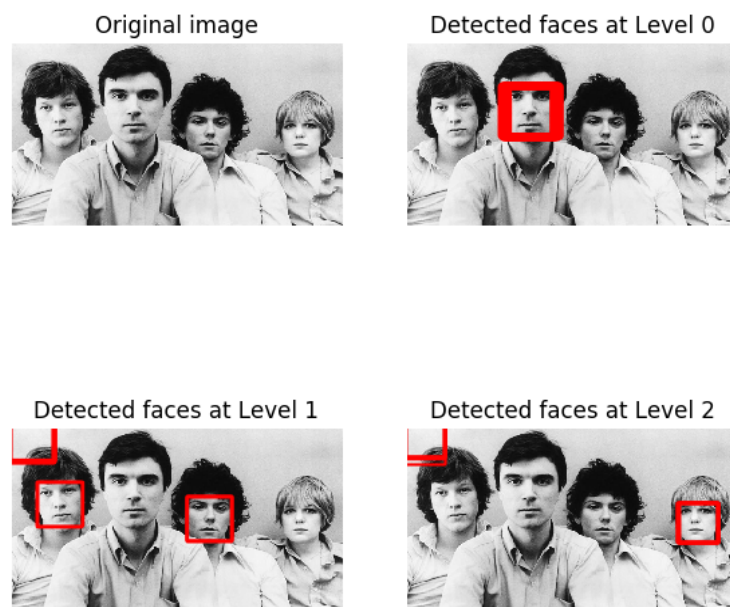 Original image
Detected faces at Level 0
Detected faces at Level 1
Detected faces at Level 2